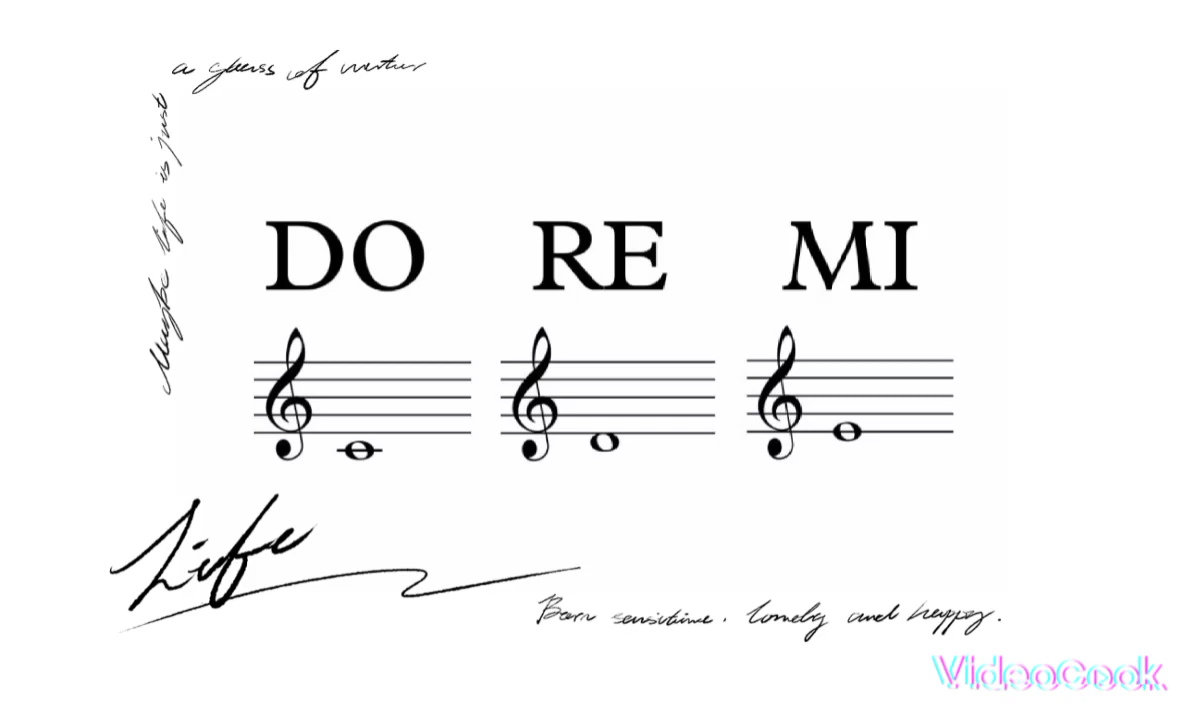 a glass of water
Maybe life is just
DO RE MI
Life
Born sensitive. lonely and happy.
VideoCook